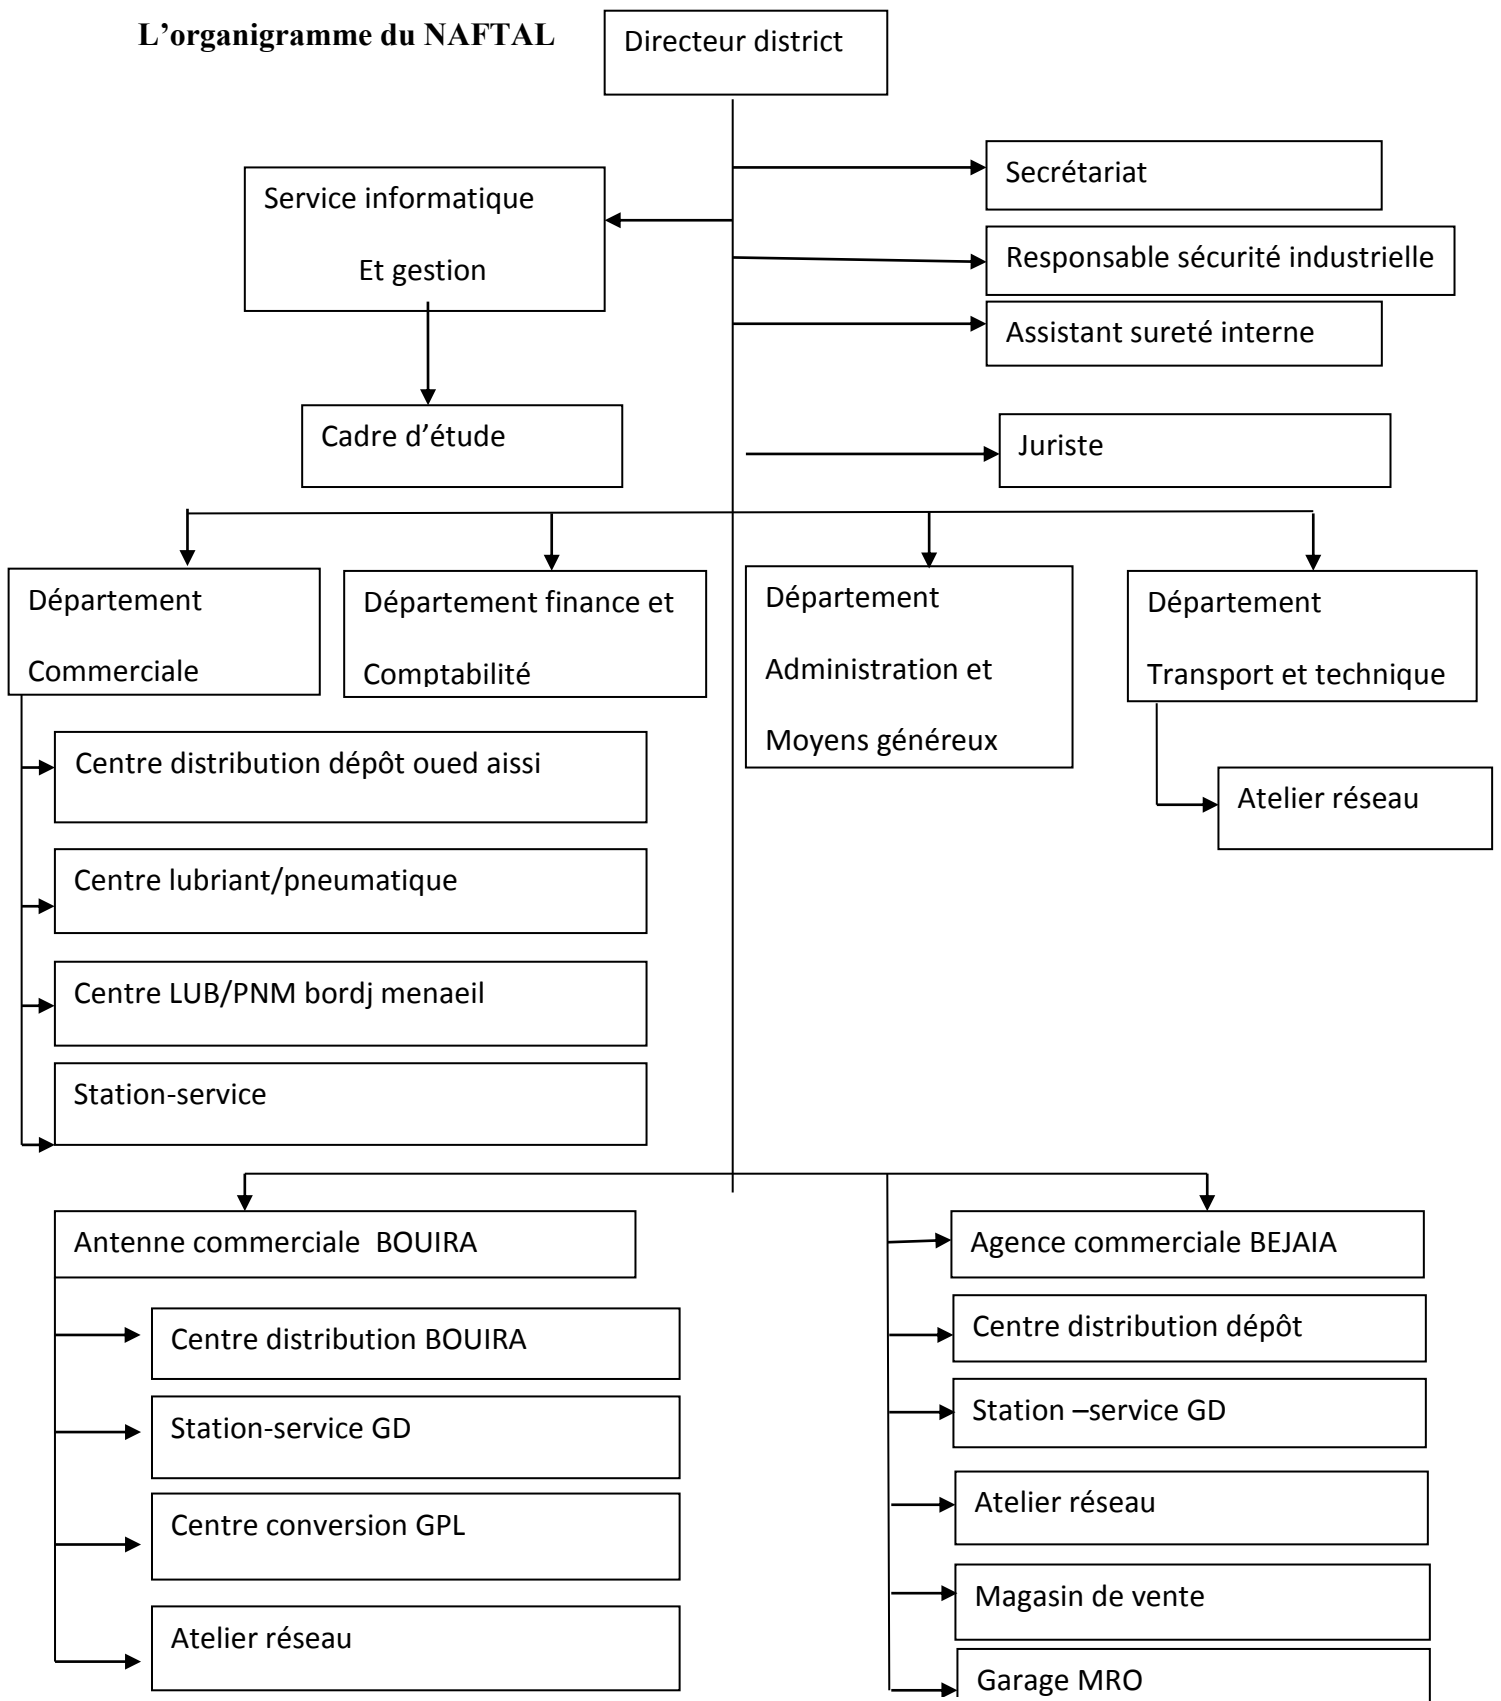 L’organigramme du NAFTAL
Directeur district
Secrétariat
Service informatique
Et gestion
Responsable sécurité industrielle
Assistant sureté interne
Cadre d’étude
Juriste
Département
Commerciale
Département finance et
Comptabilité
Département
Administration et
Moyens généreux
Département
Transport et technique
Centre distribution dépôt oued aissi
Atelier réseau
Centre lubriant/pneumatique
Centre LUB/PNM bordj menaeil
Station-service
Antenne commerciale BOUIRA
Centre distribution BOUIRA
Station-service GD
Centre conversion GPL
Atelier réseau
Agence commerciale BEJAIA
Centre distribution dépôt
Station –service GD
Atelier réseau
Magasin de vente
Garage MRO